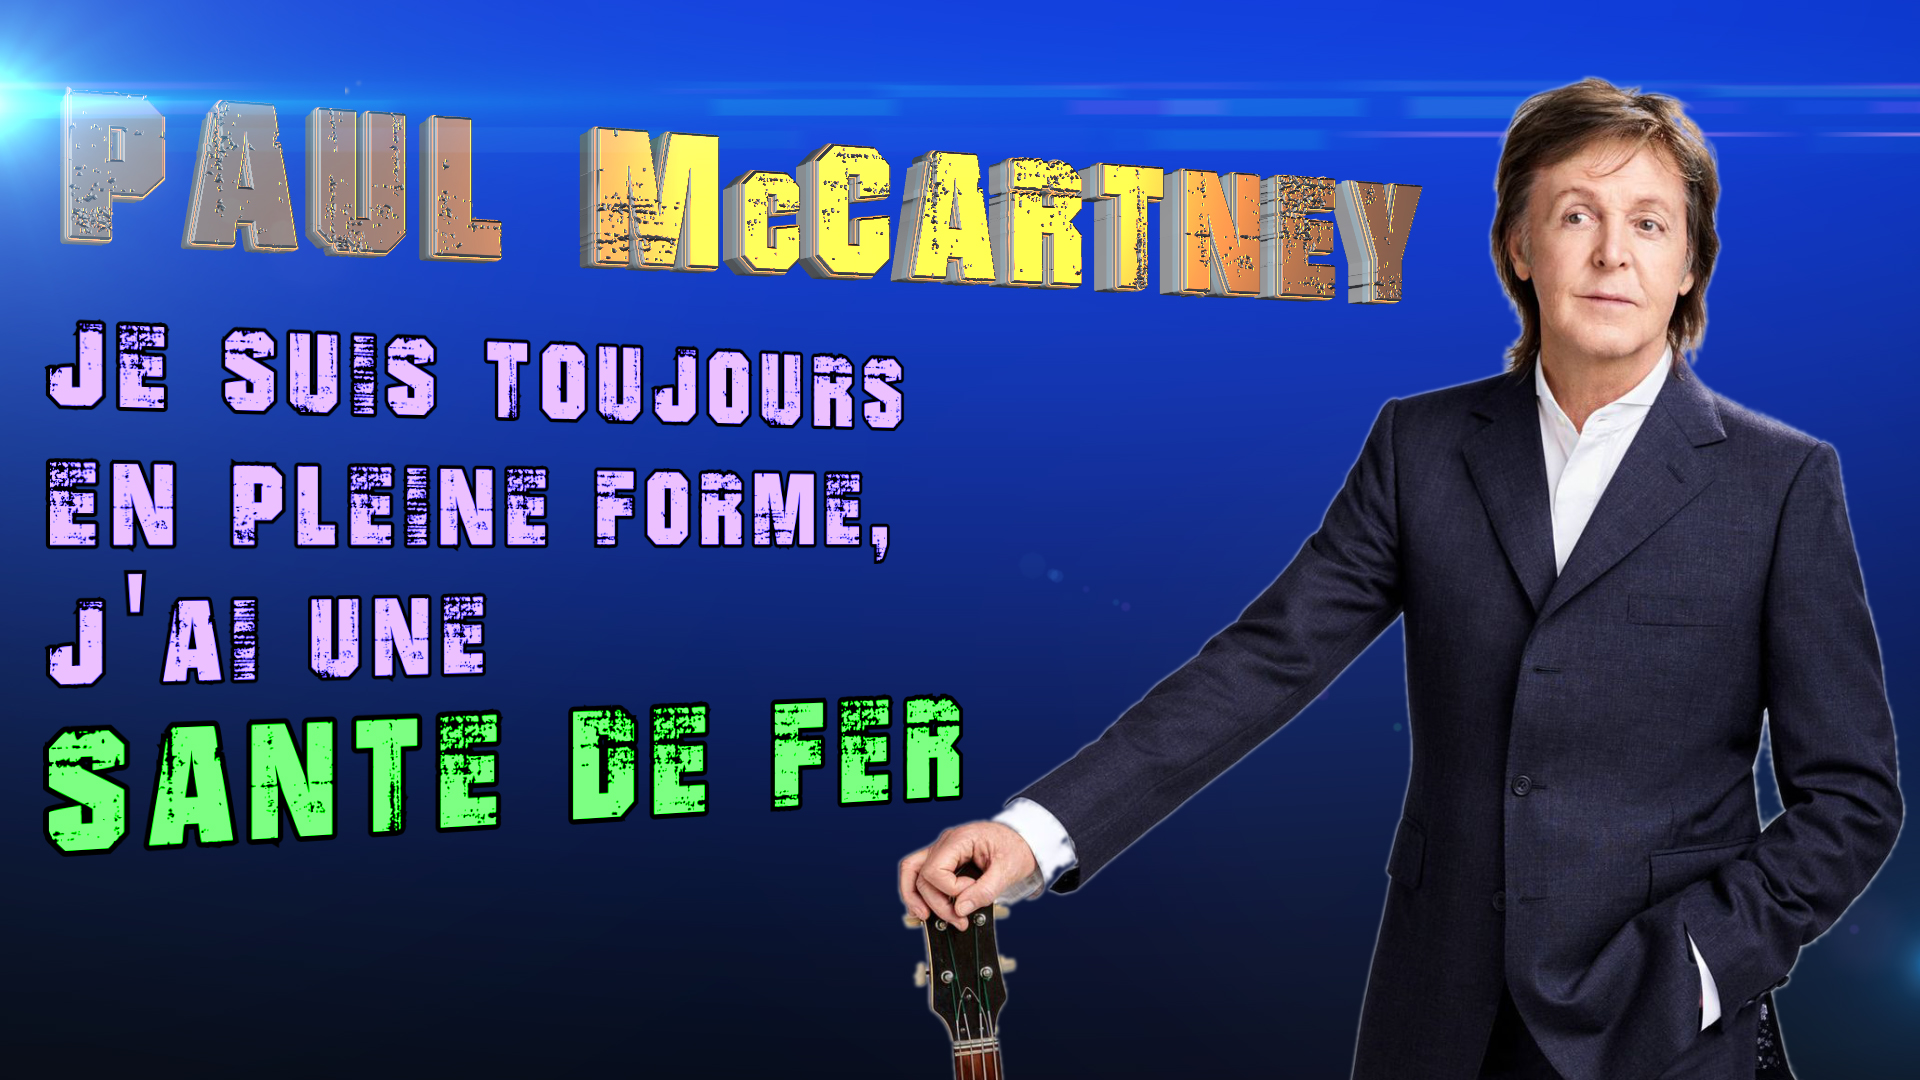 PAUL McCARTNEY
JE SUIS TOUJOURS
EN PLEINE FORME,
J'AI UNE
SANTE DE FER